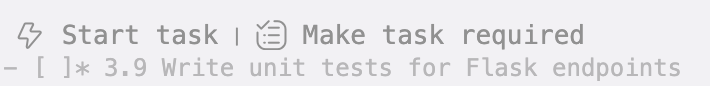 Start task | Make task required
- [ ]* 3.9 Write unit tests for Flask endpoints